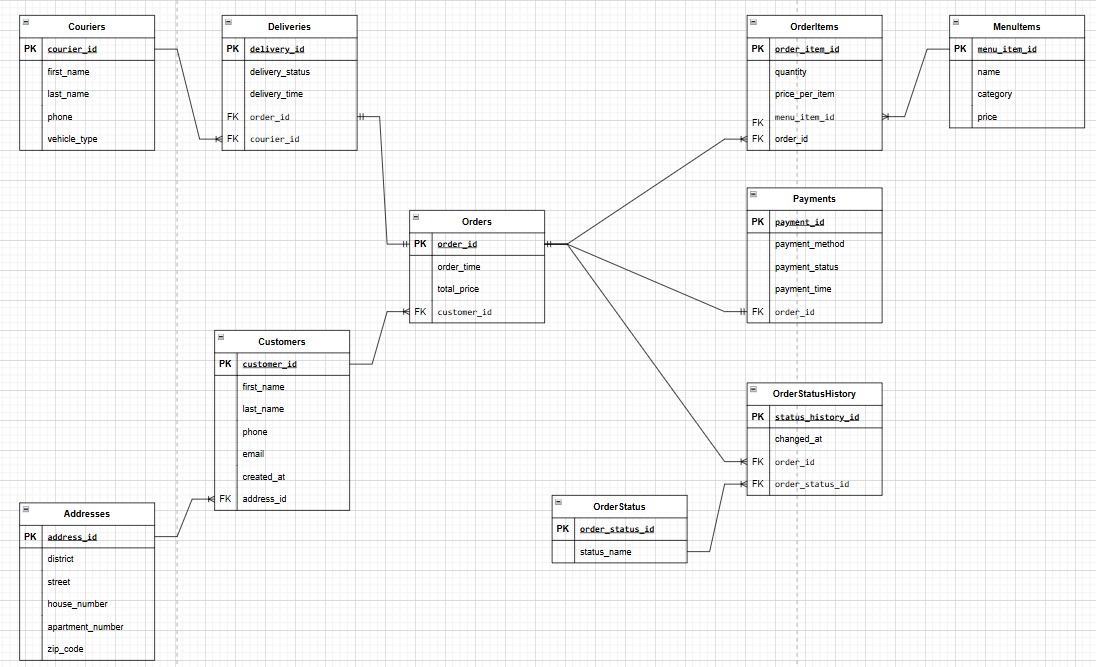 Couriers
PK courier_id
first_name
last_name
phone
vehicle_type
Deliveries
PK delivery_id
delivery_status
delivery_time
FK order_id
FK courier_id
OrderItems
PK order_item_id
quantity
price_per_item
FK menu_item_id
FK order_id
MenuItems
PK menu_item_id
name
category
price
Orders
PK order_id
order_time
total_price
FK customer_id
Payments
PK payment_id
payment_method
payment_status
payment_time
FK order_id
Customers
PK customer_id
first_name
last_name
phone
email
created_at
FK address_id
OrderStatusHistory
PK status_history_id
changed_at
FK order_id
FK order_status_id
Addresses
PK address_id
district
street
house_number
apartment_number
zip_code
OrderStatus
PK order_status_id
status_name